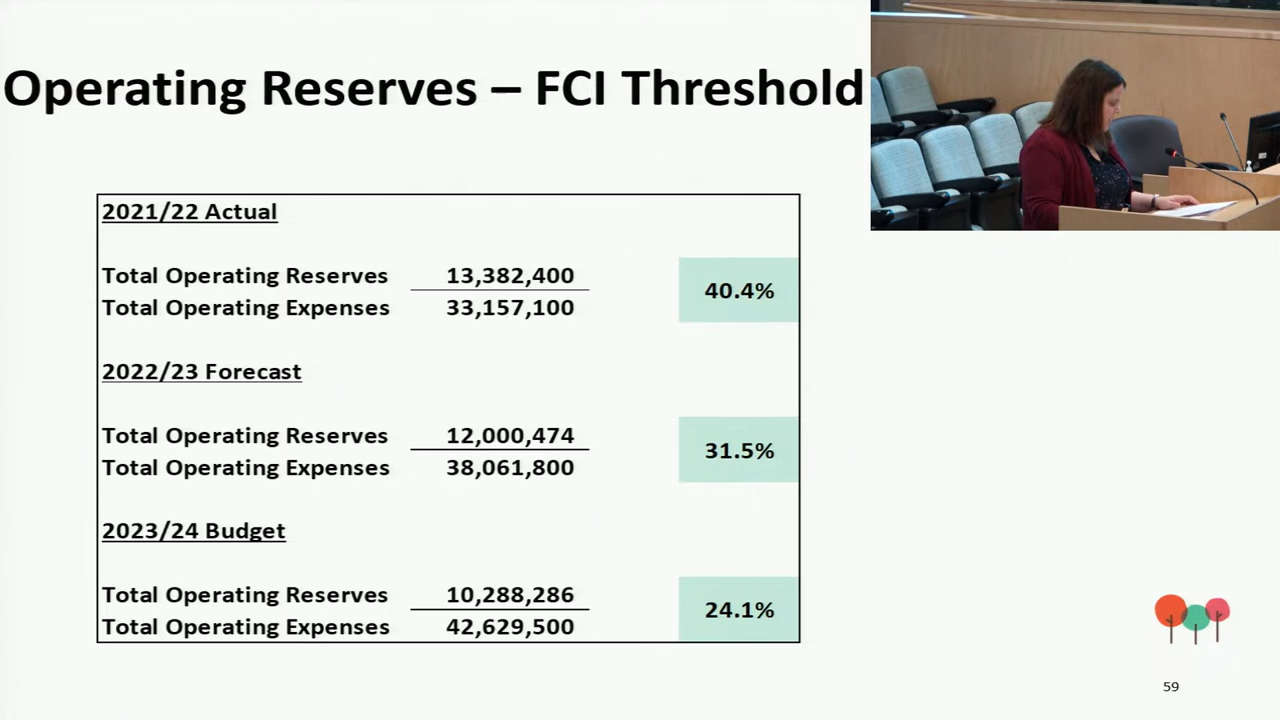 Operating Reserves – FCI Threshold
2021/22 Actual
Total Operating Reserves 13,382,400
40.4%
Total Operating Expenses 33,157,100
2022/23 Forecast
Total Operating Reserves 12,000,474
31.5%
Total Operating Expenses 38,061,800
2023/24 Budget
Total Operating Reserves 10,288,286
24.1%
Total Operating Expenses 42,629,500
59